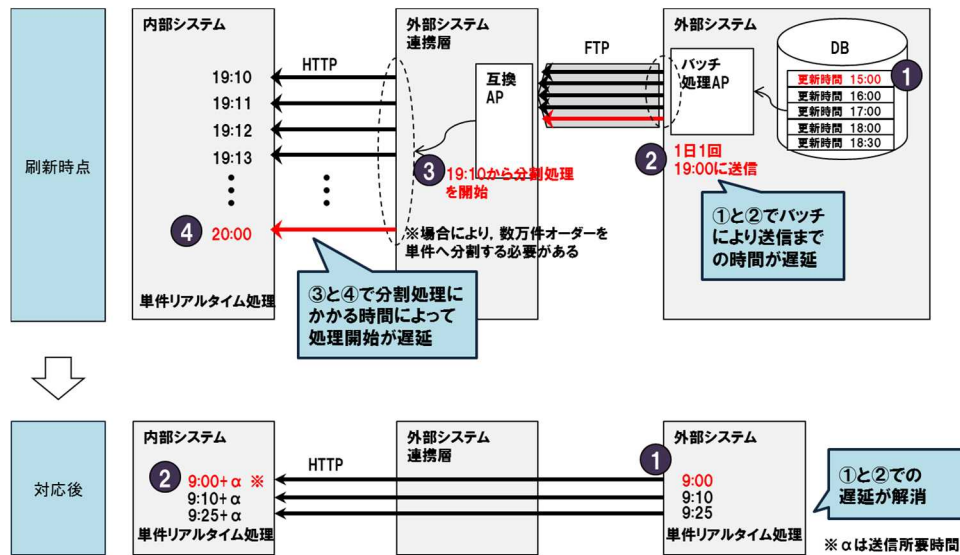 刷新時点
内部システム
19:10
19:11
19:12
19:13
④ 20:00
単件リアルタイム処理
HTTP
外部システム
連携層
互換
AP
③ 19:10から分割処理
を開始
※場合により，数万件オーダーを
単件へ分割する必要がある
③と④で分割処理に
かかる時間によって
処理開始が遅延
FTP
外部システム
バッチ
処理AP
DB
①
更新時間 15:00
更新時間 16:00
更新時間 17:00
更新時間 18:00
更新時間 18:30
② 1日1回
19:00に送信
①と②でバッチ
により送信まで
の時間が遅延
対応後
内部システム
② 9:00+α ※
9:10+α
9:25+α
単件リアルタイム処理
HTTP
外部システム
連携層
外部システム
① 9:00
9:10
9:25
単件リアルタイム処理
①と②での
遅延が解消
※αは送信所要時間